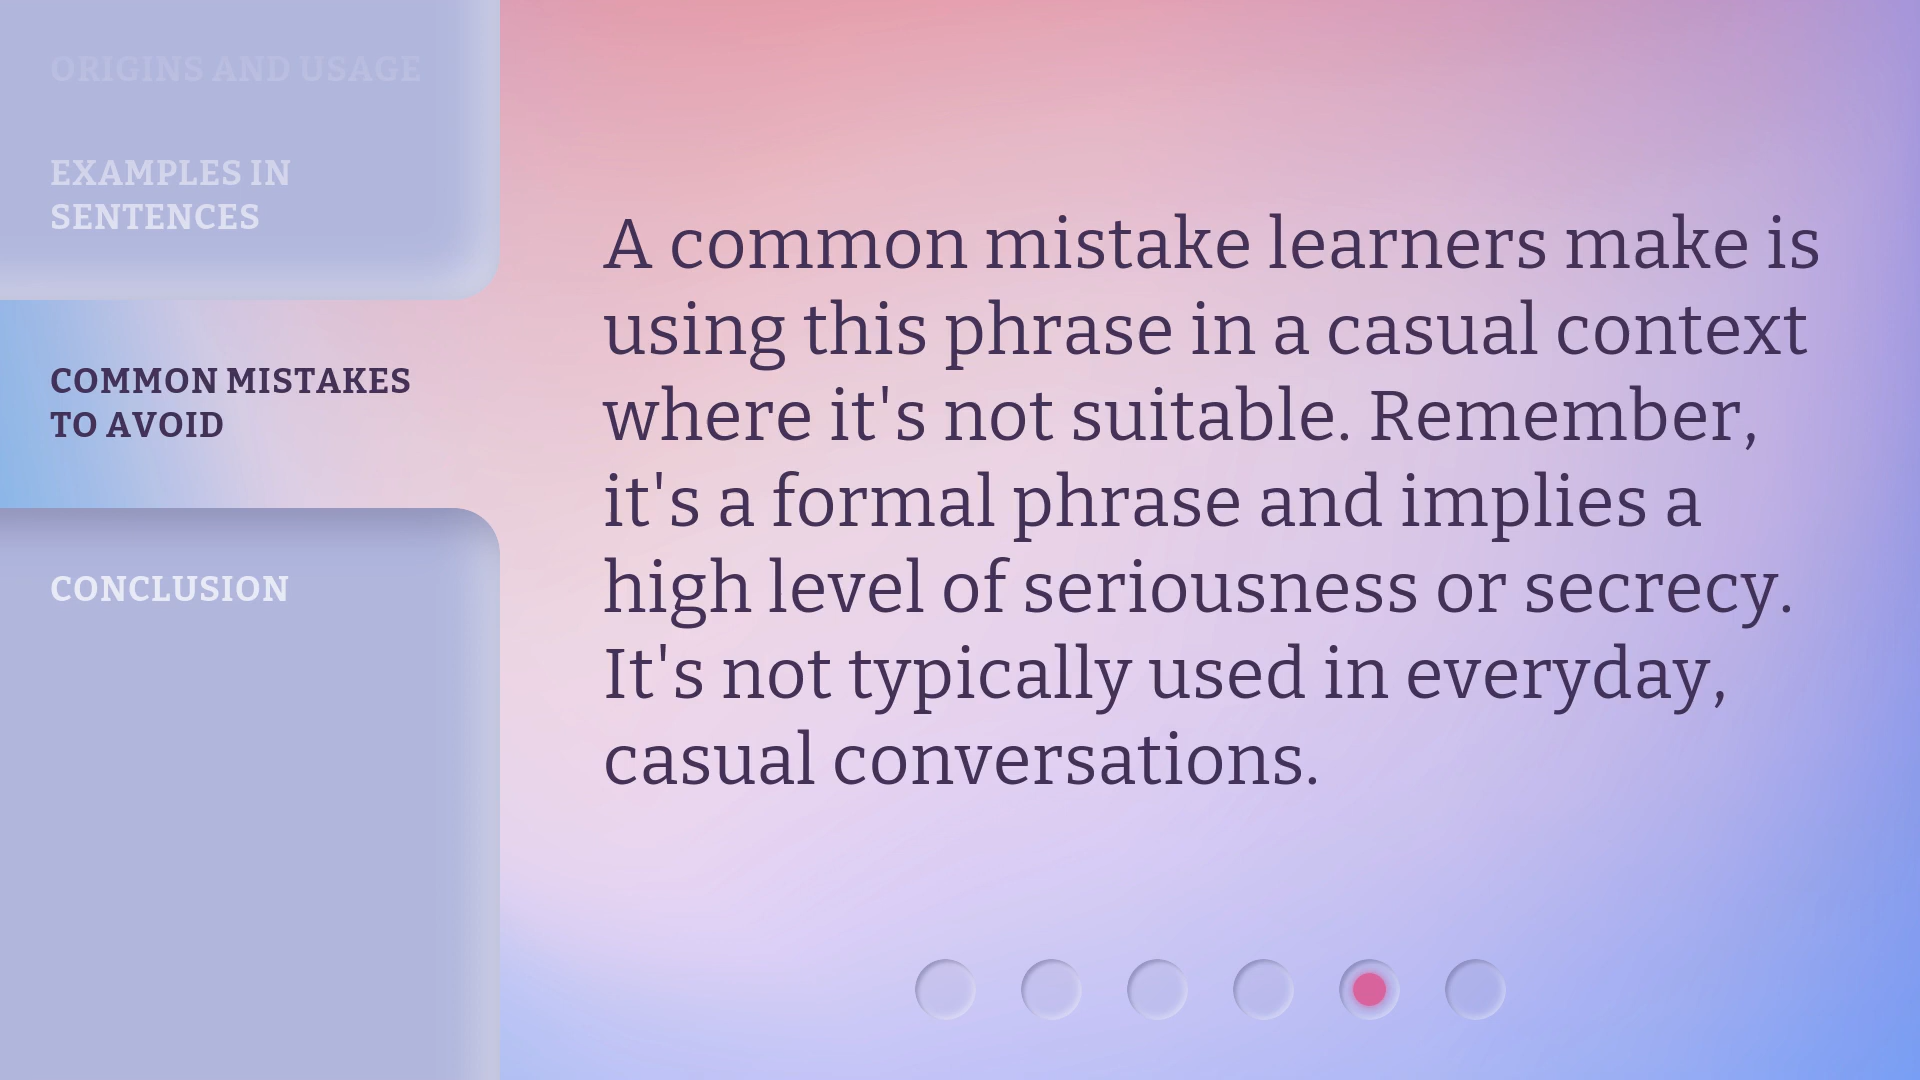 ORIGINS AND USAGE
EXAMPLES IN
SENTENCES
COMMON MISTAKES
TO AVOID
CONCLUSION
A common mistake learners make is
using this phrase in a casual context
where it's not suitable. Remember,
it's a formal phrase and implies a
high level of seriousness or secrecy.
It's not typically used in everyday,
casual conversations.